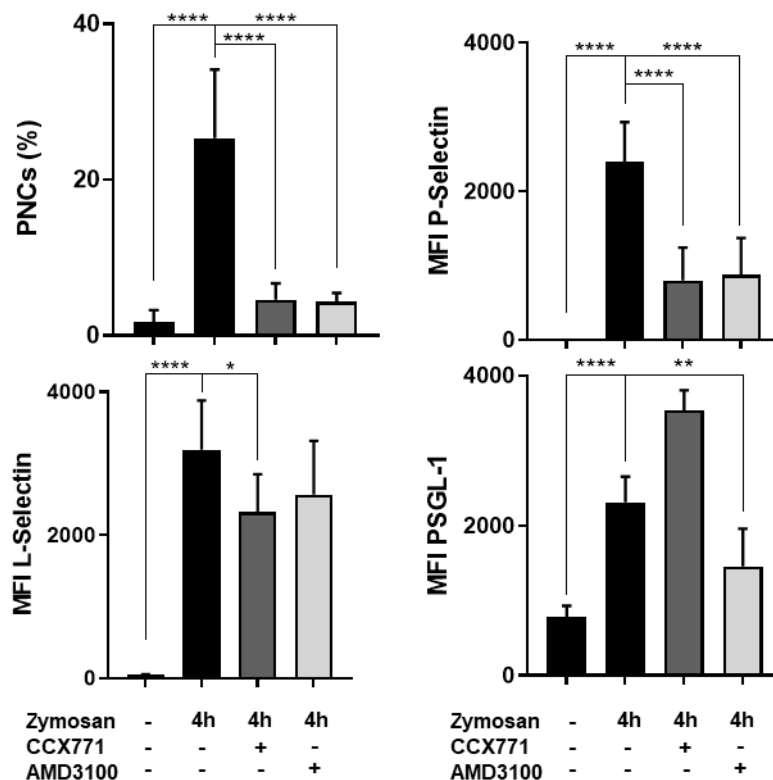 PNCs (%)
40
20
0
**** ****
****
MFI P-Selectin
4000
2000
0
**** ****
****
MFI L-Selectin
4000
2000
0
**** *
MFI PSGL-1
4000
2000
0
**** **
Zymosan - 4h 4h 4h
CCX771 - - + -
AMD3100 - - - +
Zymosan - 4h 4h 4h
CCX771 - - + -
AMD3100 - - - +